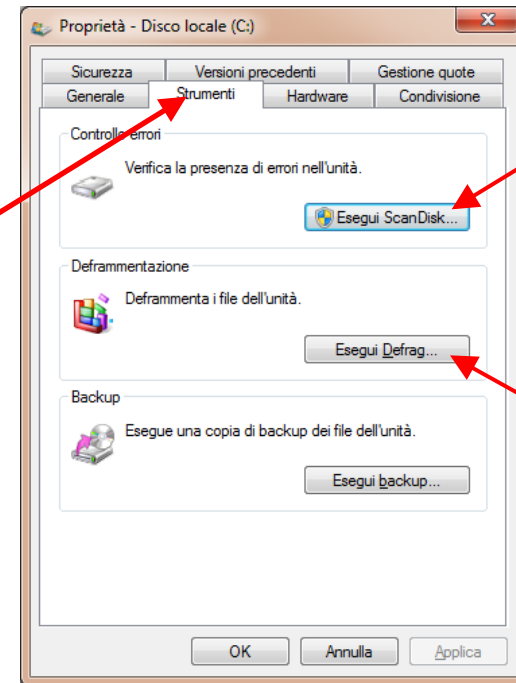 Proprietà - Disco locale (C:)
Sicurezza Versioni precedenti Gestione quote
Generale Strumenti Hardware Condivisione
Controllo errori
Verifica la presenza di errori nell'unità.
Esegui ScanDisk...
Deframmentazione
Deframmenta i file dell'unità.
Esegui Defrag...
Backup
Esegue una copia di backup dei file dell'unità.
Esegui backup...
OK Annulla Applica